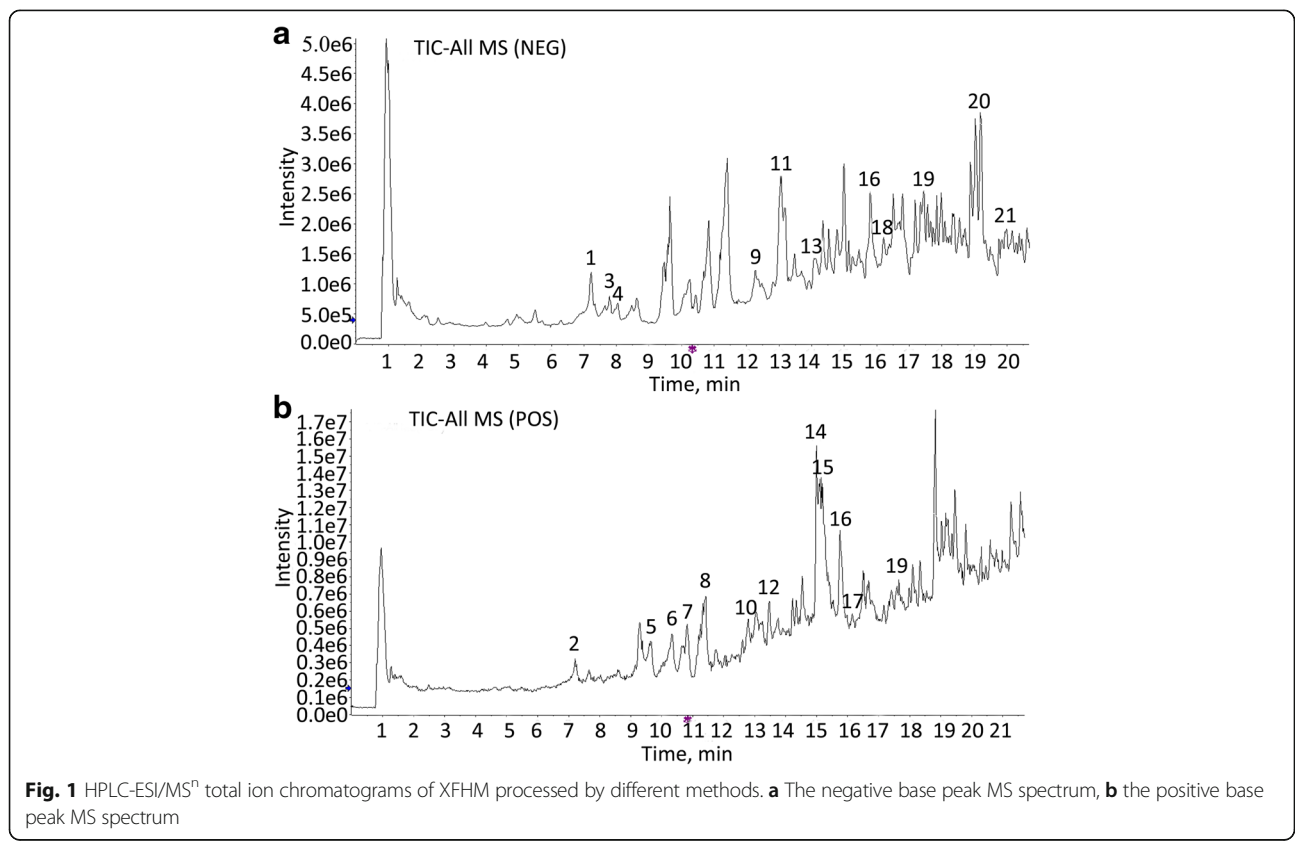 a
TIC-All MS (NEG)
5.0e6
4.5e6
4.0e6
3.5e6
3.0e6
2.5e6
2.0e6
1.5e6
1.0e6
5.0e5
0.0e0
Intensity
1 3 4 9 11 13 16 18 19 20 21
1 2 3 4 5 6 7 8 9 10 11 12 13 14 15 16 17 18 19 20
*
Time, min
b
TIC-All MS (POS)
1.7e7
1.6e7
1.5e7
1.4e7
1.3e7
1.2e7
1.1e7
1.0e7
0.9e6
0.8e6
0.7e6
0.6e6
0.5e6
0.4e6
0.3e6
0.2e6
0.1e6
0.0e0
Intensity
2 5 6 7 8 10 12 14 15 16 17 19
1 2 3 4 5 6 7 8 9 10 11 12 13 14 15 16 17 18 19 20 21
*
Time, min
Fig. 1 HPLC-ESI/MSⁿ total ion chromatograms of XFHM processed by different methods. a The negative base peak MS spectrum, b the positive base
peak MS spectrum